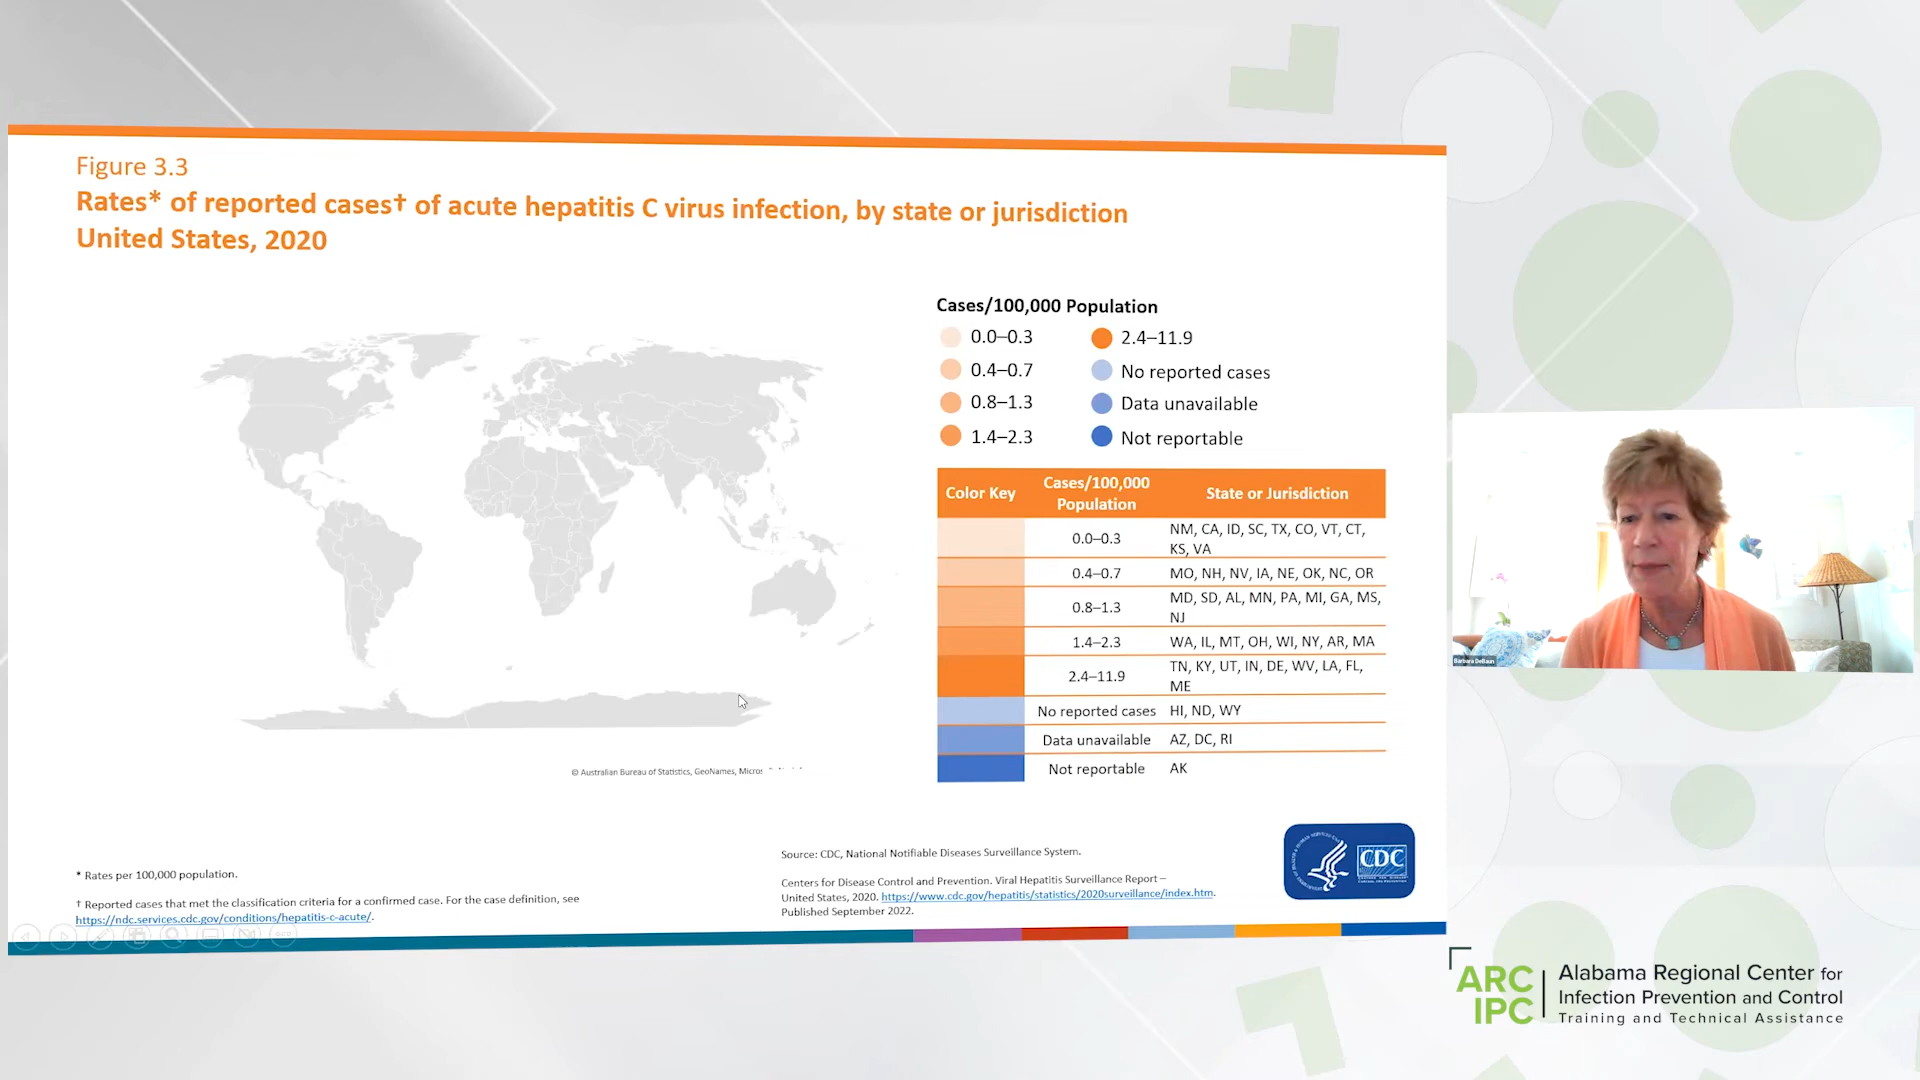 Figure 3.3
Rates* of reported cases† of acute hepatitis C virus infection, by state or jurisdiction
United States, 2020
Cases/100,000 Population
0.0–0.3
2.4–11.9
0.4–0.7
No reported cases
0.8–1.3
Data unavailable
1.4–2.3
Not reportable
Color Key
Cases/100,000
Population
State or Jurisdiction
0.0–0.3
NM, CA, ID, SC, TX, CO, VT, CT,
KS, VA
0.4–0.7
MO, NH, NV, IA, NE, OK, NC, OR
0.8–1.3
MD, SD, AL, MN, PA, MI, GA, MS,
NJ
1.4–2.3
WA, IL, MT, OH, WI, NY, AR, MA
2.4–11.9
TN, KY, UT, IN, DE, WV, LA, FL,
ME
No reported cases
HI, ND, WY
Data unavailable
AZ, DC, RI
Not reportable
AK
© Australian Bureau of Statistics, GeoNames,
* Rates per 100,000 population.
† Reported cases that met the classification criteria for a confirmed case. For the case definition, see
https://ndc.services.cdc.gov/conditions/hepatitis-c-acute/.
Source: CDC, National Notifiable Diseases Surveillance System.
Centers for Disease Control and Prevention. Viral Hepatitis Surveillance Report –
United States, 2020. https://www.cdc.gov/hepatitis/statistics/2020surveillance/index.htm.
Published September 2022.
CDC
Barbara DeBaun
ARC
IPC
Alabama Regional Center for
Infection Prevention and Control
Training and Technical Assistance